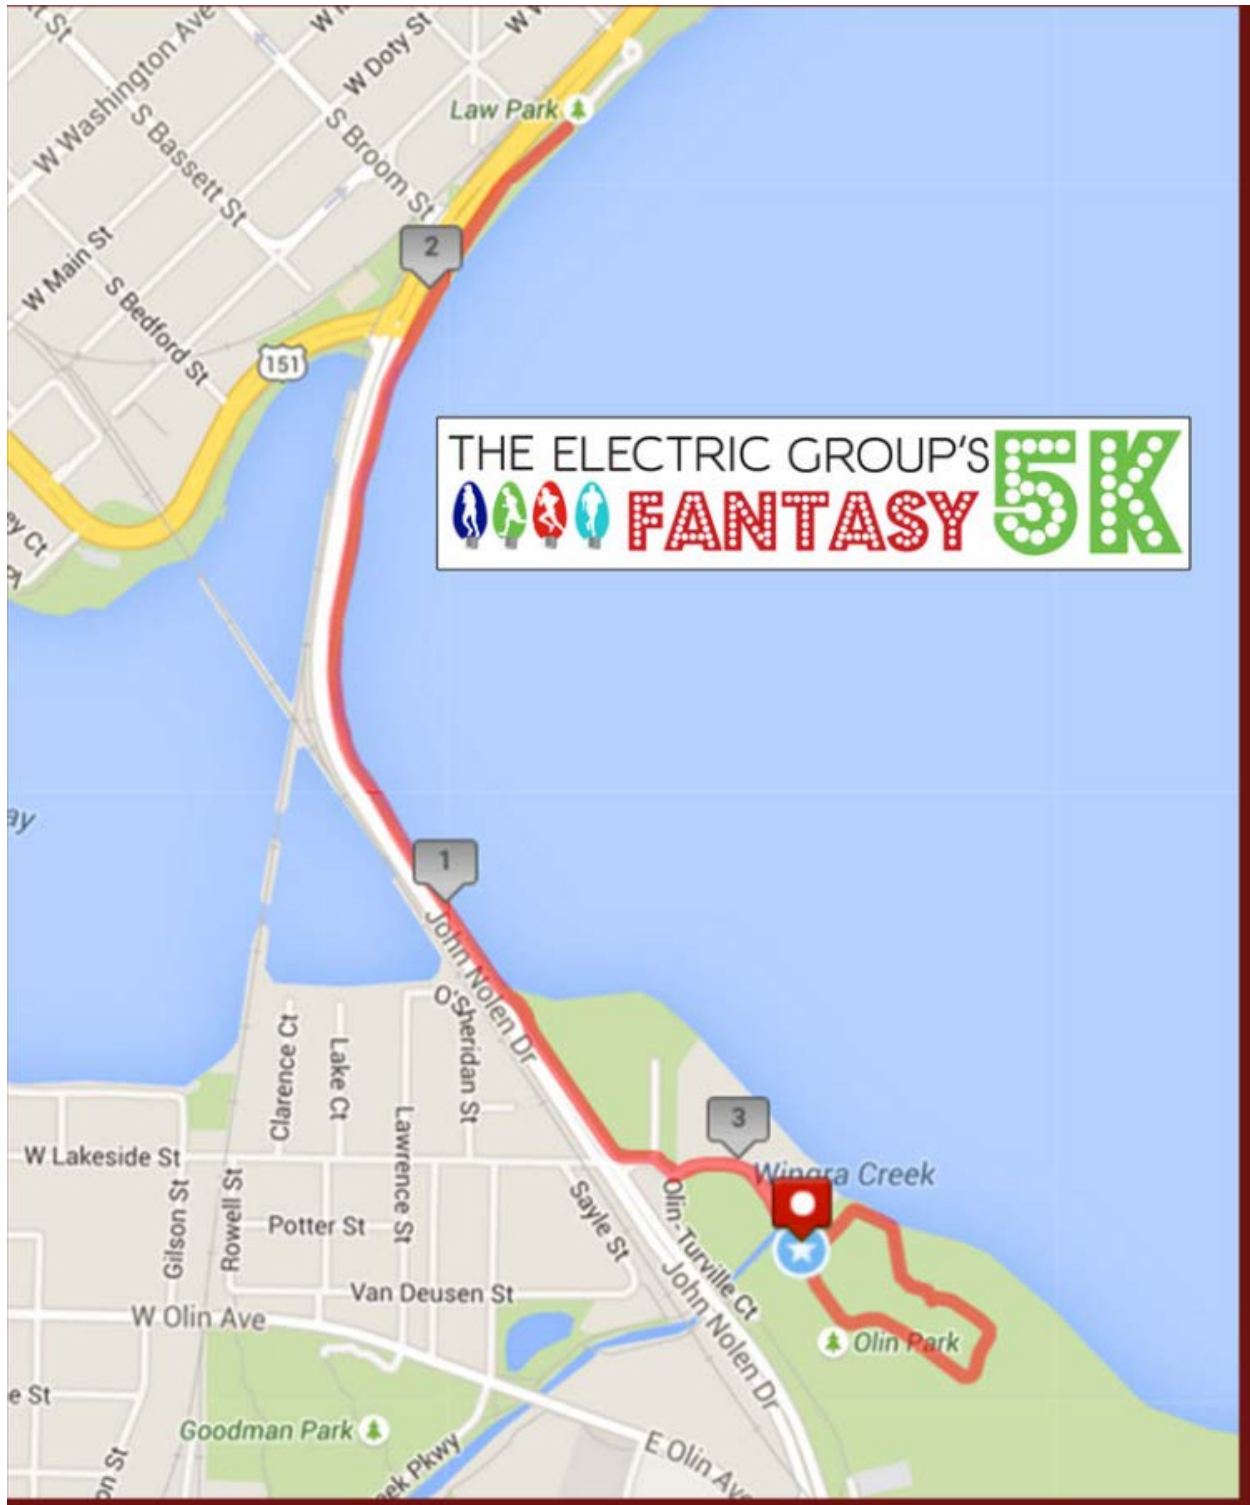 W Washington Ave
W Doty St
S Bassett St
S Broom St
Law Park
2
W Main St
S Bedford St
151
THE ELECTRIC GROUP'S
FANTASY
5K
1
John Nolen Dr
O'Sheridan St
Clarence Ct
Lake Ct
Lawrence St
3
W Lakeside St
Wingra Creek
Gilson St
Rowell St
Potter St
Sayle St
Olin-Turville Ct
Van Deusen St
John Nolen Dr
W Olin Ave
Olin Park
Goodman Park
E Olin Ave